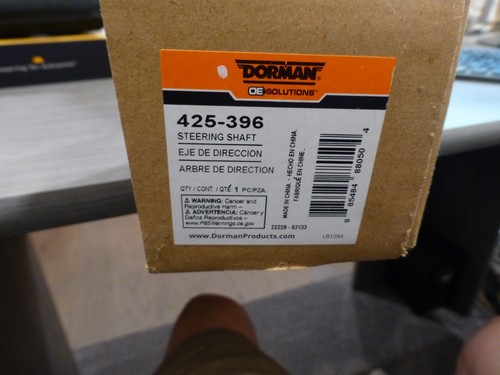 DORMAN
OE SOLUTIONS
425-396
STEERING SHAFT
EJE DE DIRECCION
ARBRE DE DIRECTION
QTY / CONT. / QTÉ. 1 PC/PZA.
WARNING: Cancer and
Reproductive Harm –
ADVERTENCIA: Cáncer y
Daños Reproductivos –
www.P65Warnings.ca.gov
www.DormanProducts.com
22229 - 53133
LB1094
MADE IN CHINA. - HECHO EN CHINA.
FABRIQUÉ EN CHINE.
85484 88050 4